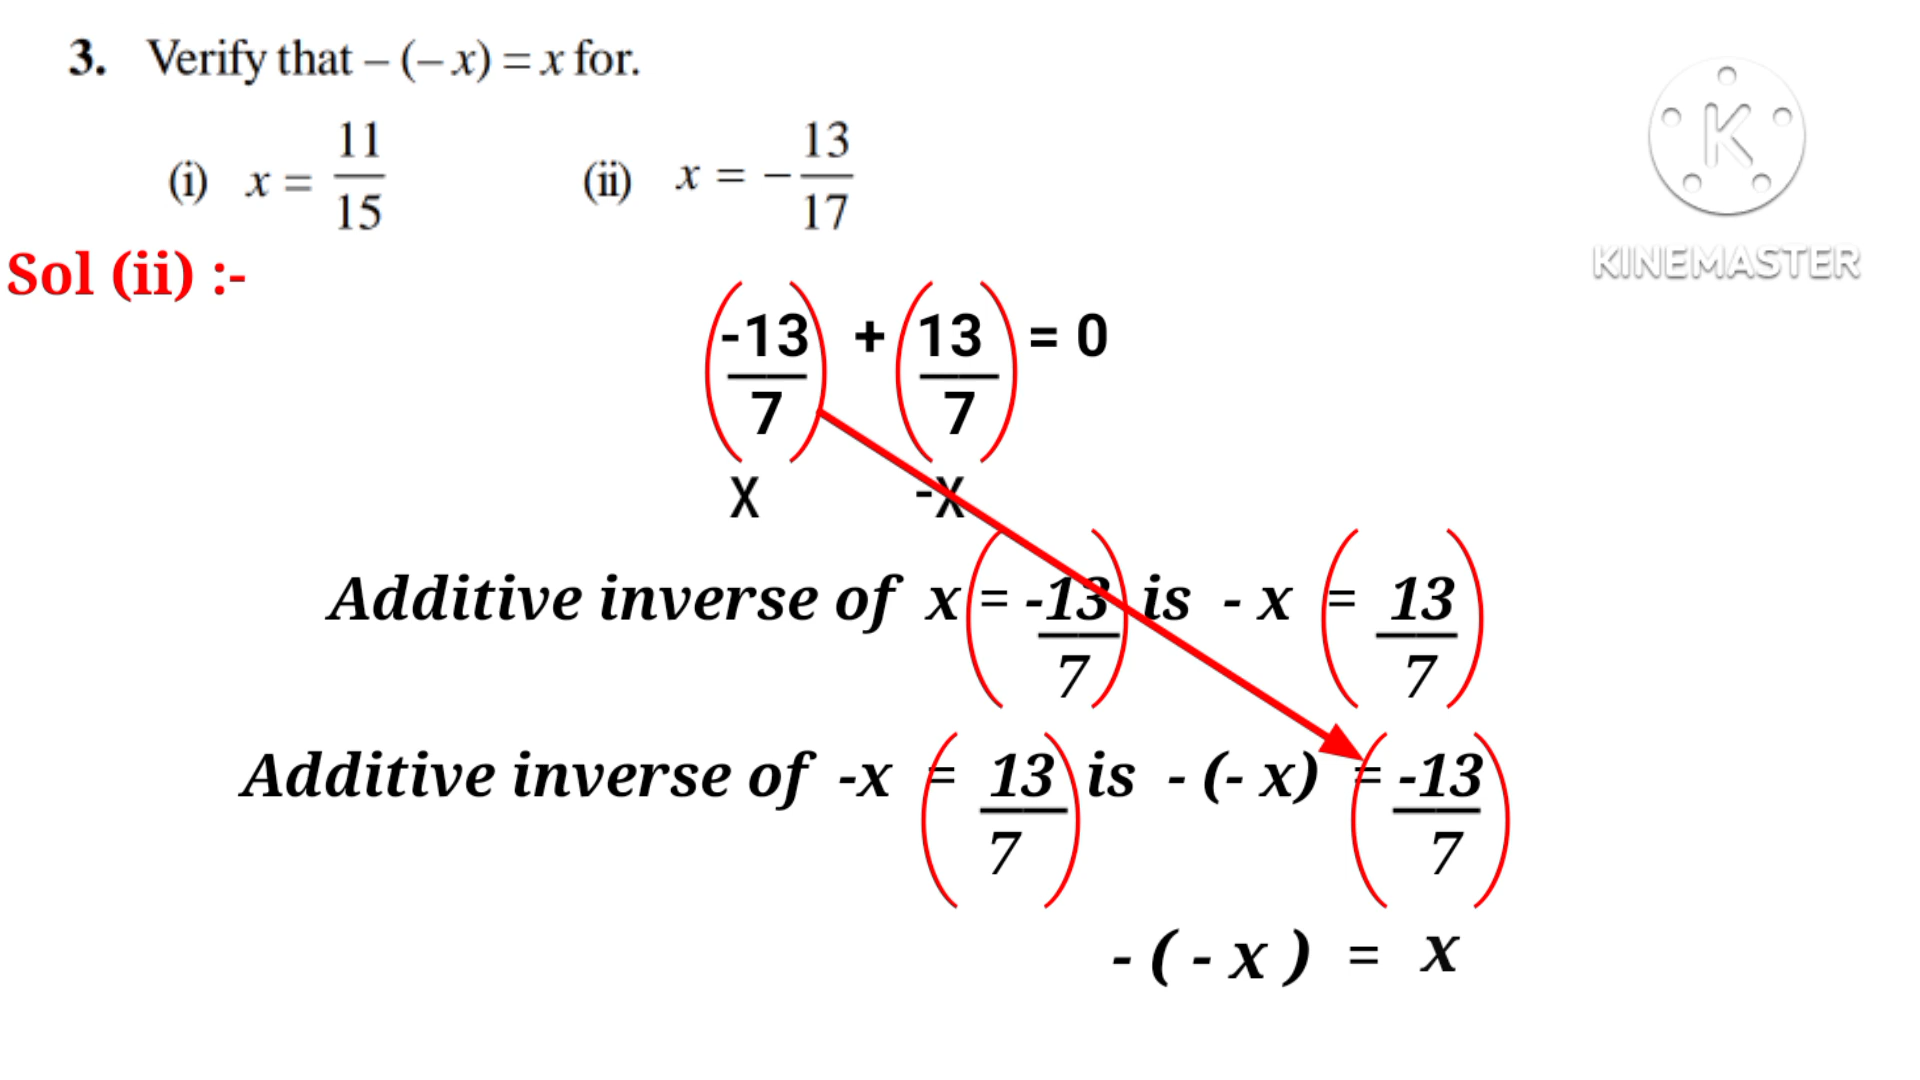 3. Verify that – (– x) = x for.
(i) x = 11/15 (ii) x = – 13/17
Sol (ii) :-
(-13/7) + (13/7) = 0
X -X
Additive inverse of x (= -13/7) is - x (= 13/7)
Additive inverse of -x (= 13/7) is - (- x) (= -13/7)
- ( - x ) = x
K
KINEMASTER